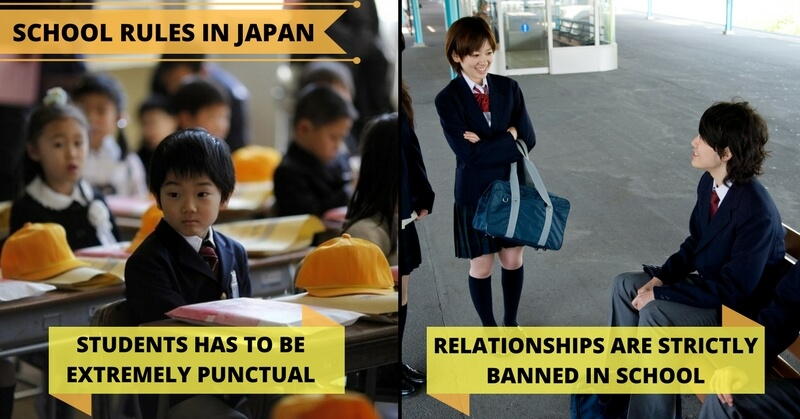 SCHOOL RULES IN JAPAN
STUDENTS HAS TO BE
EXTREMELY PUNCTUAL
RELATIONSHIPS ARE STRICTLY
BANNED IN SCHOOL